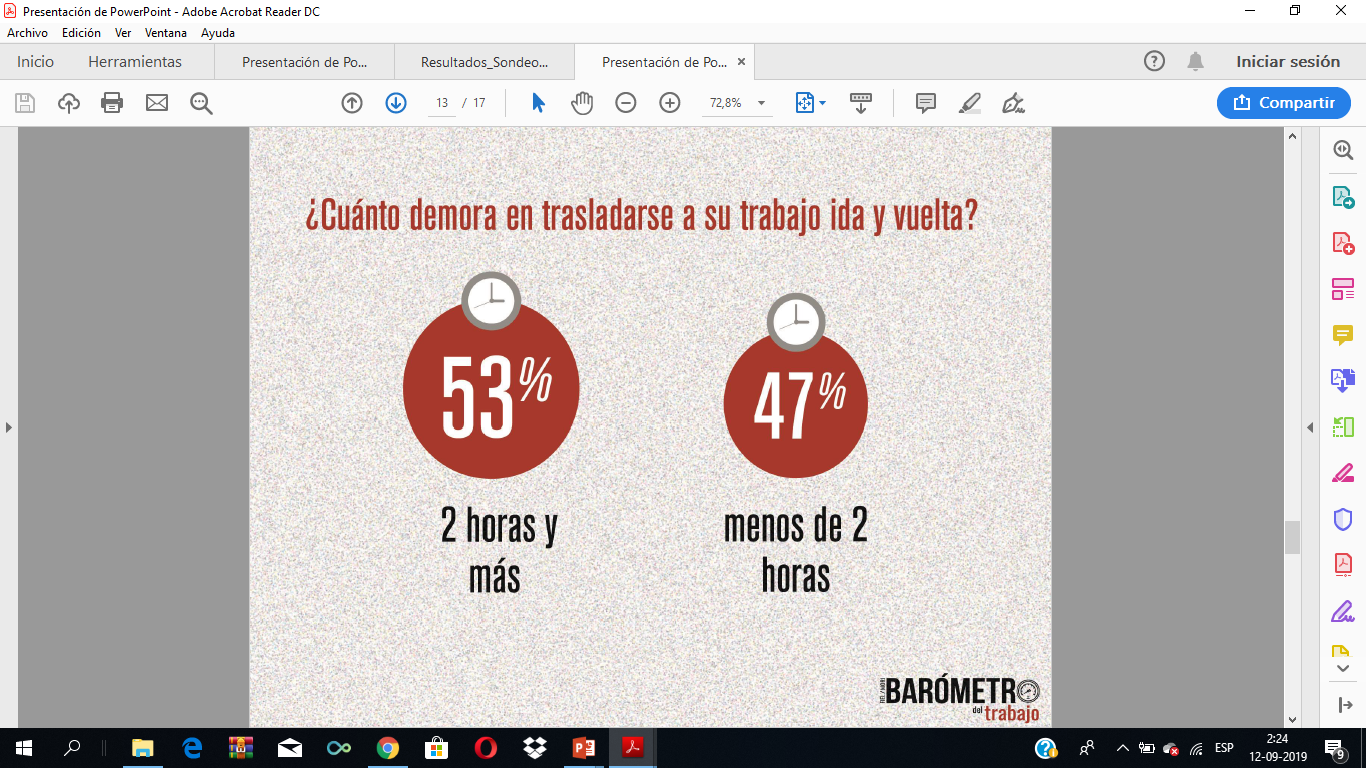 Presentación de PowerPoint - Adobe Acrobat Reader DC
Archivo Edición Ver Ventana Ayuda
Inicio Herramientas Presentación de Po... Resultados_Sondeo... Presentación de Po... Iniciar sesión
13 / 17 72,8% Compartir
¿Cuánto demora en trasladarse a su trabajo ida y vuelta?
53% 47%
2 horas y menos de 2
más horas
BARÓMETRO
del trabajo
ESP 2:24
12-09-2019 9